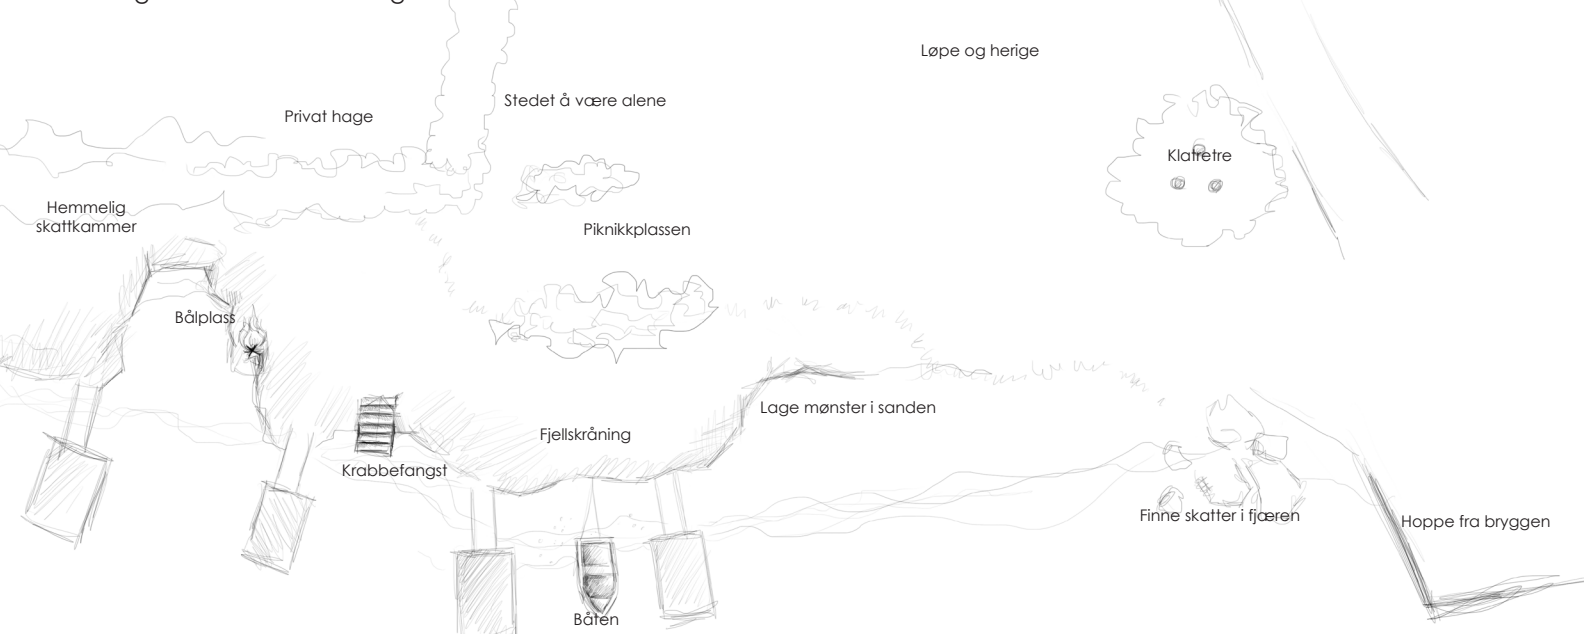 Løpe og herige
Stedet å være alene
Privat hage
Klatretre
Hemmelig
skattkammer
Piknikkplassen
Bålplass
Lage mønster i sanden
Fjellskråning
Krabbefangst
Finne skatter i fjæren
Hoppe fra bryggen
Båten